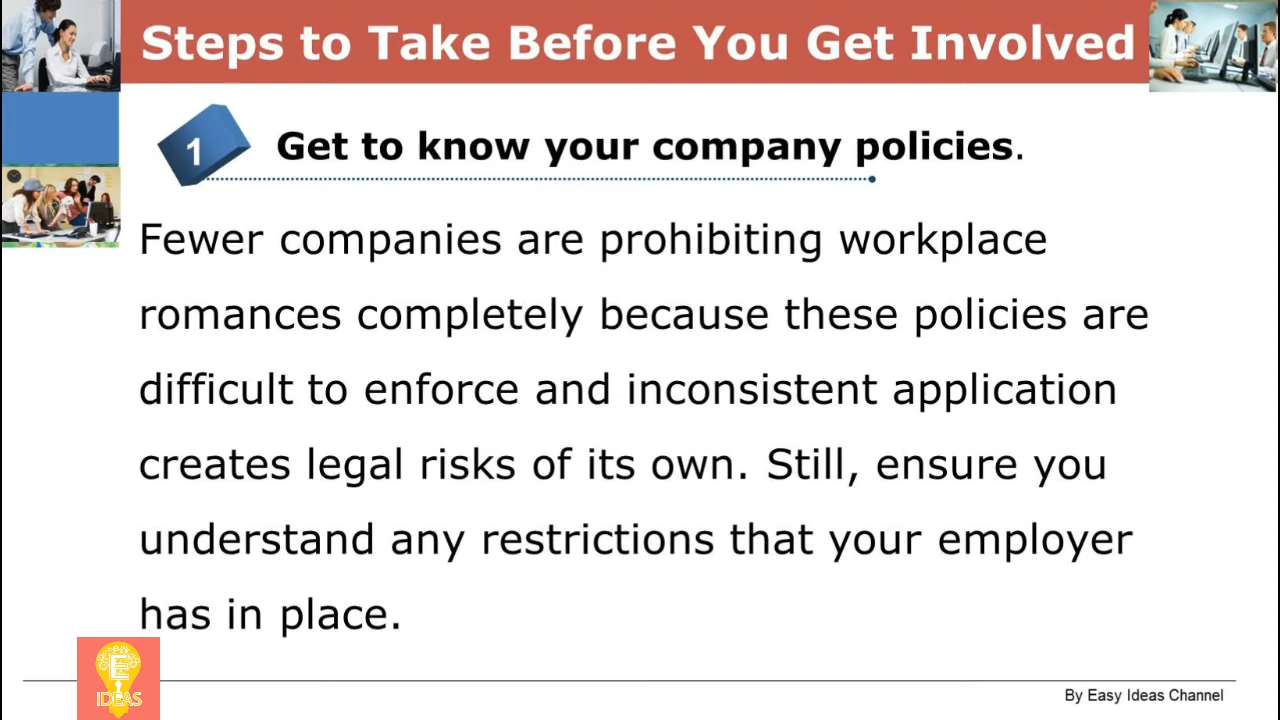 Steps to Take Before You Get Involved
1
Get to know your company policies.
Fewer companies are prohibiting workplace
romances completely because these policies are
difficult to enforce and inconsistent application
creates legal risks of its own. Still, ensure you
understand any restrictions that your employer
has in place.
E
IDEAS
By Easy Ideas Channel